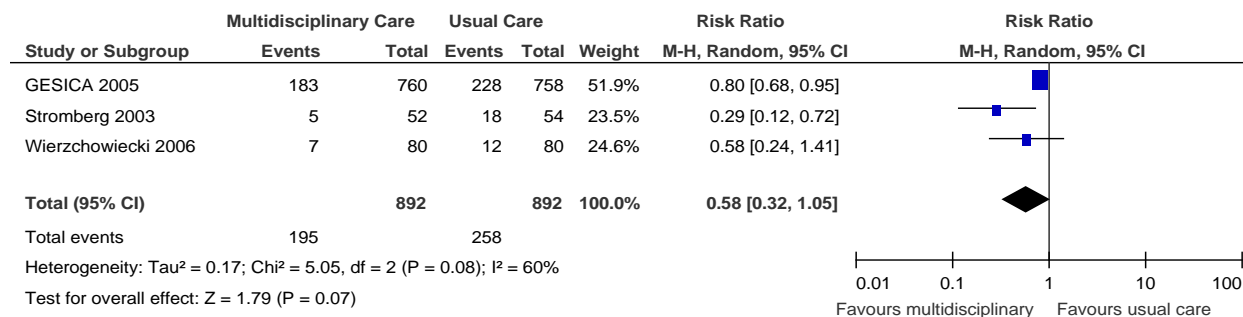 Multidisciplinary Care Usual Care Risk Ratio Risk Ratio
Study or Subgroup Events Total Events Total Weight M-H, Random, 95% CI M-H, Random, 95% CI
GESICA 2005 183 760 228 758 51.9% 0.80 [0.68, 0.95]
Stromberg 2003 5 52 18 54 23.5% 0.29 [0.12, 0.72]
Wierzchowiecki 2006 7 80 12 80 24.6% 0.58 [0.24, 1.41]
Total (95% CI) 892 892 100.0% 0.58 [0.32, 1.05]
Total events 195 258
Heterogeneity: Tau² = 0.17; Chi² = 5.05, df = 2 (P = 0.08); I² = 60%
Test for overall effect: Z = 1.79 (P = 0.07)
0.01 0.1 1 10 100
Favours multidisciplinary Favours usual care